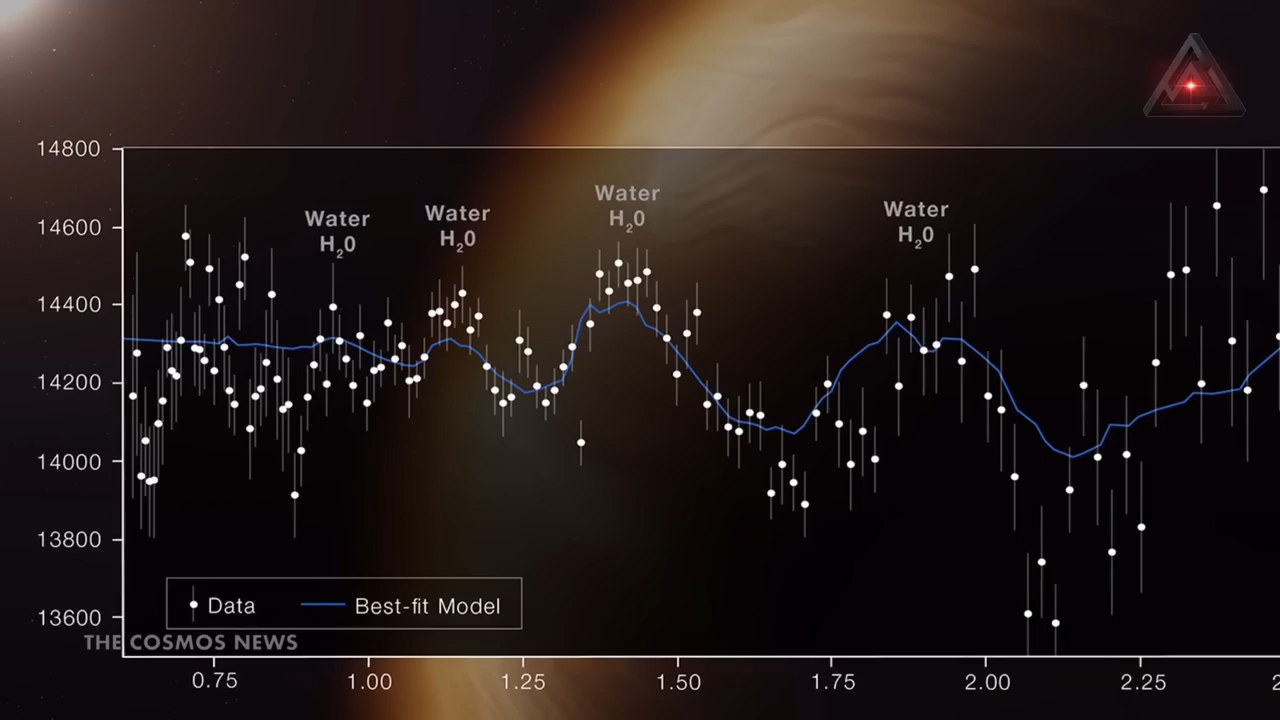 14800
14600
14400
14200
14000
13800
13600
Water
H₂0
Water
H₂0
Water
H₂0
Water
H₂0
Data
Best-fit Model
THE COSMOS NEWS
0.75
1.00
1.25
1.50
1.75
2.00
2.25